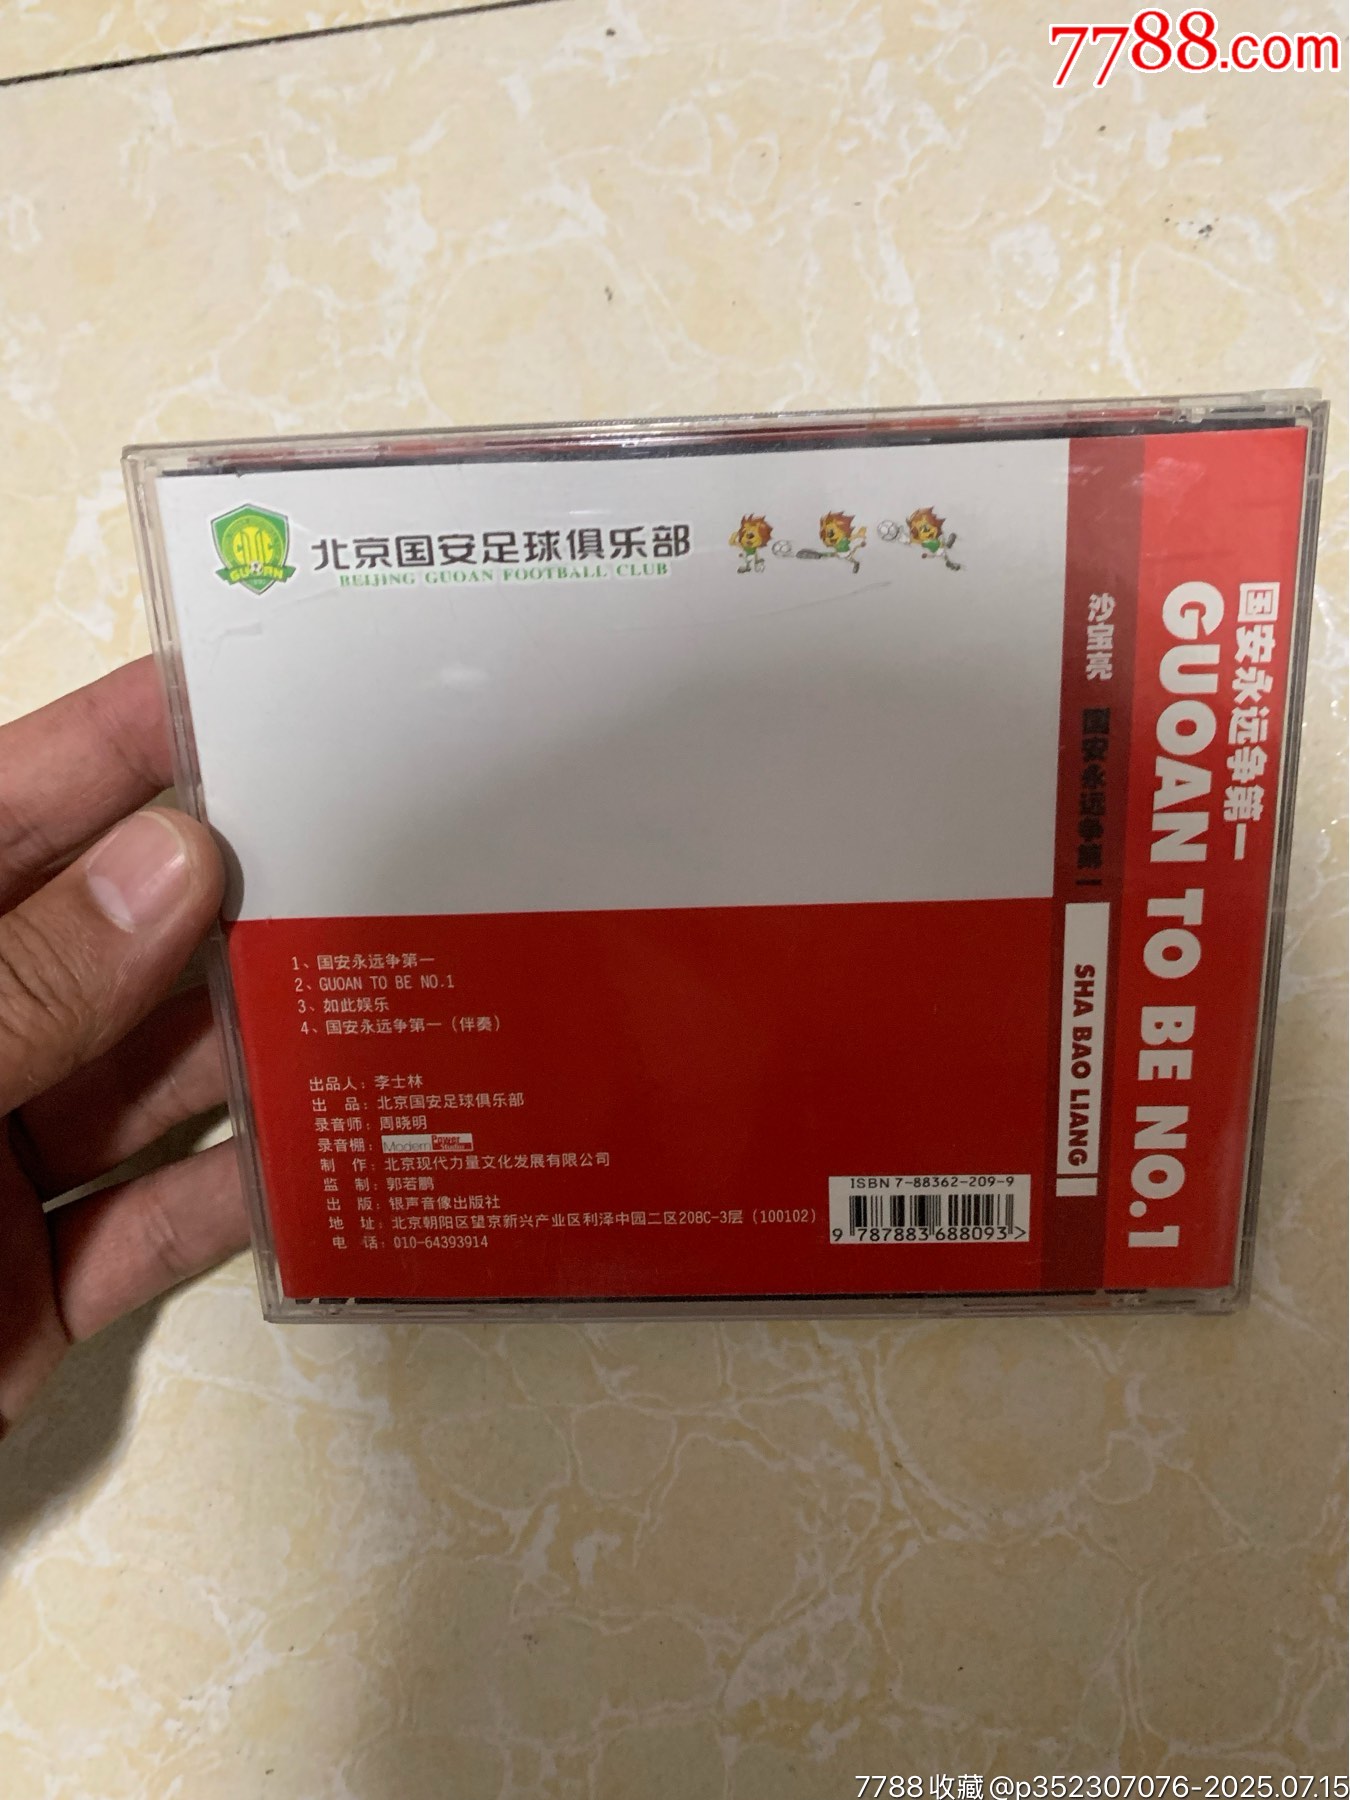 7788.com
CITIC
GUOAN
北京国安足球俱乐部
BEIJING GUOAN FOOTBALL CLUB
1、国安永远争第一
2、GUOAN TO BE NO.1
3、如此娱乐
4、国安永远争第一（伴奏）
出品人：李士林
出 品：北京国安足球俱乐部
录音师：周晓明
录音棚：Modern Power Studio
制 作：北京现代力量文化发展有限公司
监 制：郭若鹏
出 版：银声音像出版社
地 址：北京朝阳区望京新兴产业区利泽中园二区208C-3层（100102）
电 话：010-64393914
ISBN 7-88362-209-9
9 787883 688093>
沙宝亮 国安永远争第一 SHA BAO LIANG
GUOAN TO BE NO.1
国安永远争第一
7788收藏@p352307076-2025.07.15